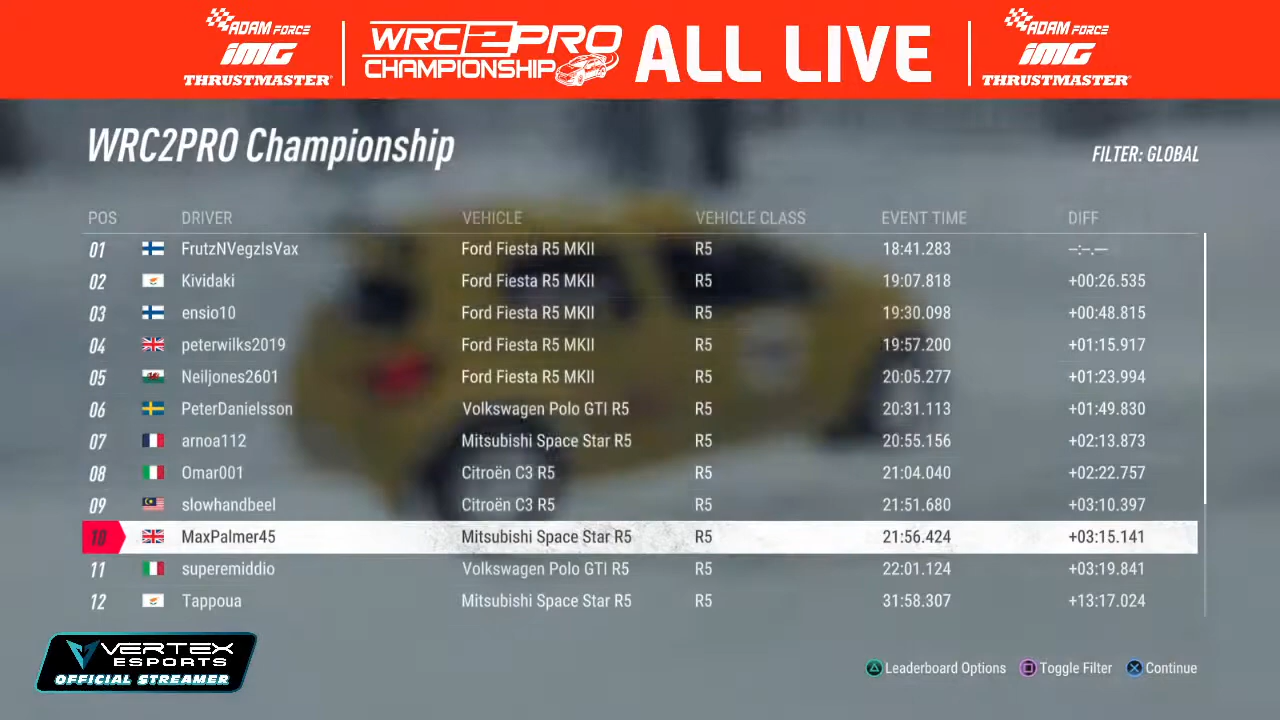 ADAM FORCE
IMG
THRUSTMASTER
WRC2PRO
CHAMPIONSHIP
ALL LIVE
ADAM FORCE
IMG
THRUSTMASTER
WRC2PRO Championship
FILTER: GLOBAL
POS DRIVER VEHICLE VEHICLE CLASS EVENT TIME DIFF
01 FrutzNVegzIsVax Ford Fiesta R5 MKII R5 18:41.283 --:--.---
02 Kividaki Ford Fiesta R5 MKII R5 19:07.818 +00:26.535
03 ensio10 Ford Fiesta R5 MKII R5 19:30.098 +00:48.815
04 peterwilks2019 Ford Fiesta R5 MKII R5 19:57.200 +01:15.917
05 Neiljones2601 Ford Fiesta R5 MKII R5 20:05.277 +01:23.994
06 PeterDanielsson Volkswagen Polo GTI R5 R5 20:31.113 +01:49.830
07 arnoa112 Mitsubishi Space Star R5 R5 20:55.156 +02:13.873
08 Omar001 Citroën C3 R5 R5 21:04.040 +02:22.757
09 slowhandbeel Citroën C3 R5 R5 21:51.680 +03:10.397
10 MaxPalmer45 Mitsubishi Space Star R5 R5 21:56.424 +03:15.141
11 superemiddio Volkswagen Polo GTI R5 R5 22:01.124 +03:19.841
12 Tappoua Mitsubishi Space Star R5 R5 31:58.307 +13:17.024
VERTEX
ESPORTS
OFFICIAL STREAMER
Leaderboard Options Toggle Filter Continue